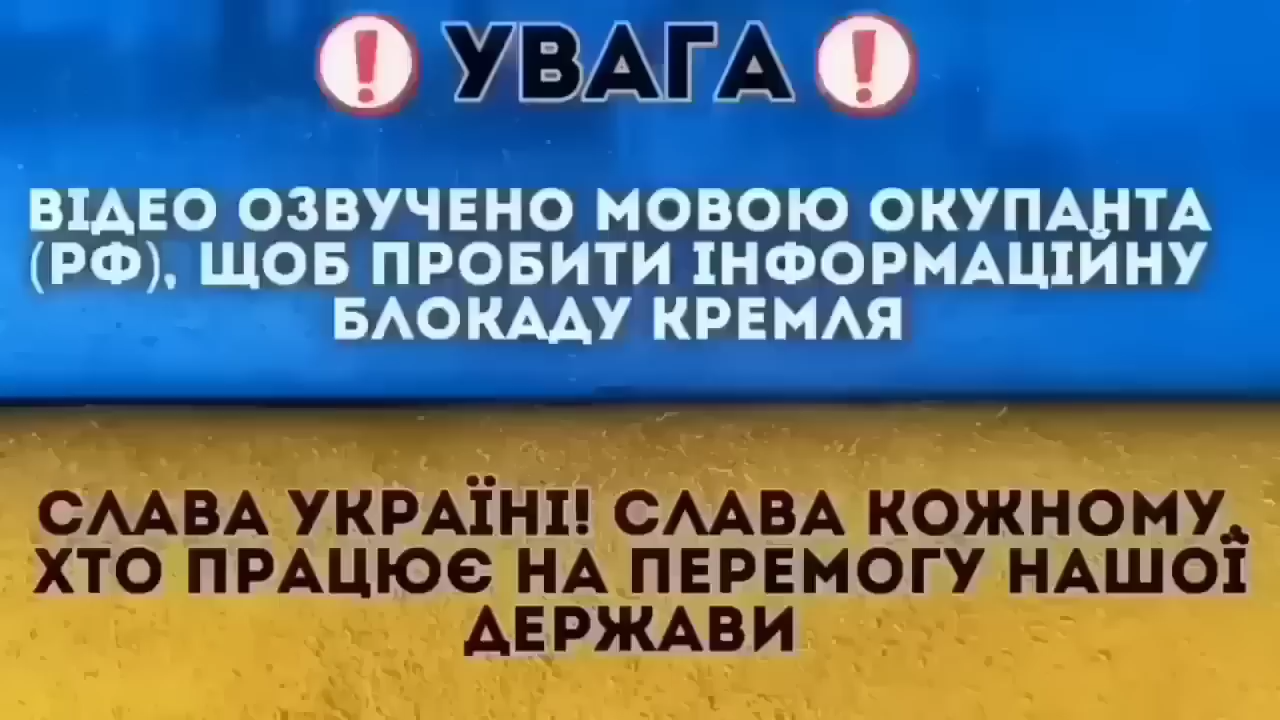 УВАГА
ВІДЕО ОЗВУЧЕНО МОВОЮ ОКУПАНТА
(РФ), ЩОБ ПРОБИТИ ІНФОРМАЦІЙНУ
БЛОКАДУ КРЕМЛЯ
СЛАВА УКРАЇНІ! СЛАВА КОЖНОМУ,
ХТО ПРАЦЮЄ НА ПЕРЕМОГУ НАШОЇ
ДЕРЖАВИ